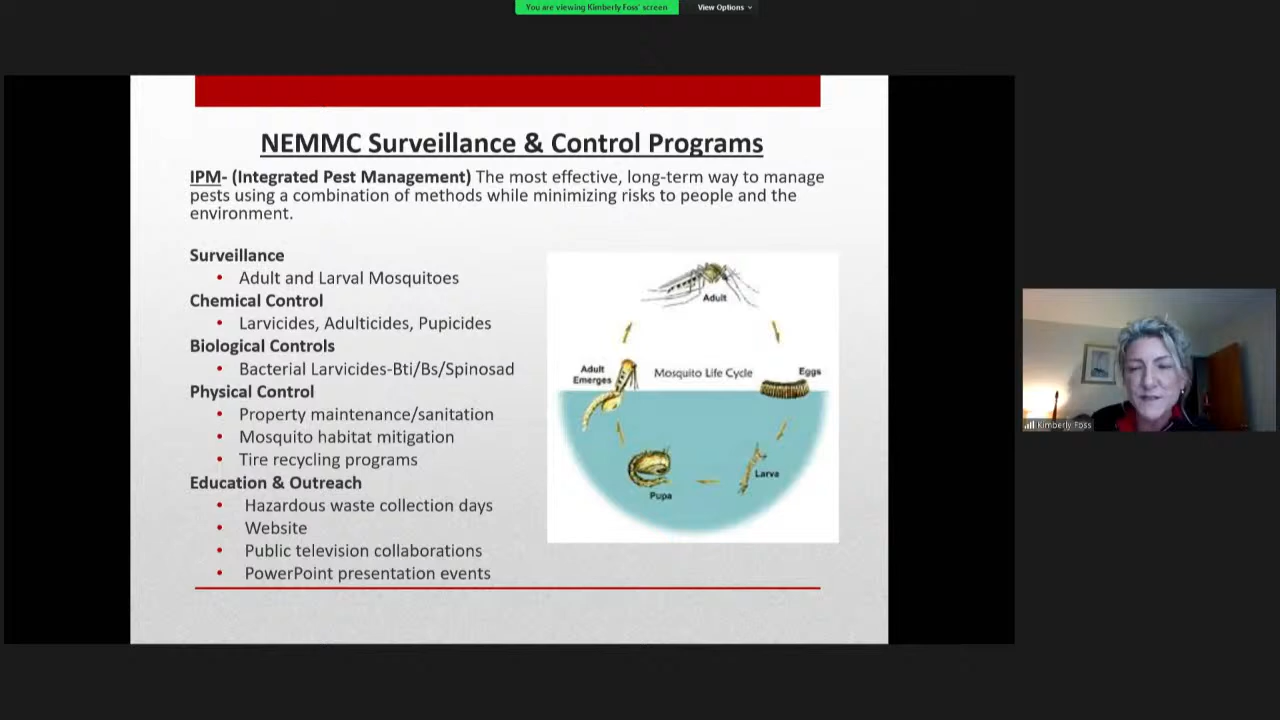 You are viewing Kimberly Foss' screen
View Options
NEMMC Surveillance & Control Programs
IPM- (Integrated Pest Management) The most effective, long-term way to manage
pests using a combination of methods while minimizing risks to people and the
environment.
Surveillance
• Adult and Larval Mosquitoes
Chemical Control
• Larvicides, Adulticides, Pupicides
Biological Controls
• Bacterial Larvicides-Bti/Bs/Spinosad
Physical Control
• Property maintenance/sanitation
• Mosquito habitat mitigation
• Tire recycling programs
Education & Outreach
• Hazardous waste collection days
• Website
• Public television collaborations
• PowerPoint presentation events
Adult
Adult
Emerges
Mosquito Life Cycle
Eggs
Larva
Pupa
Kimberly Foss